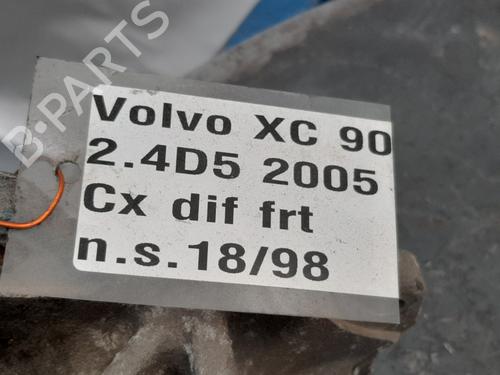 B-PARTS
Volvo XC 90
2.4D5 2005
Cx dif frt
n.s.18/98